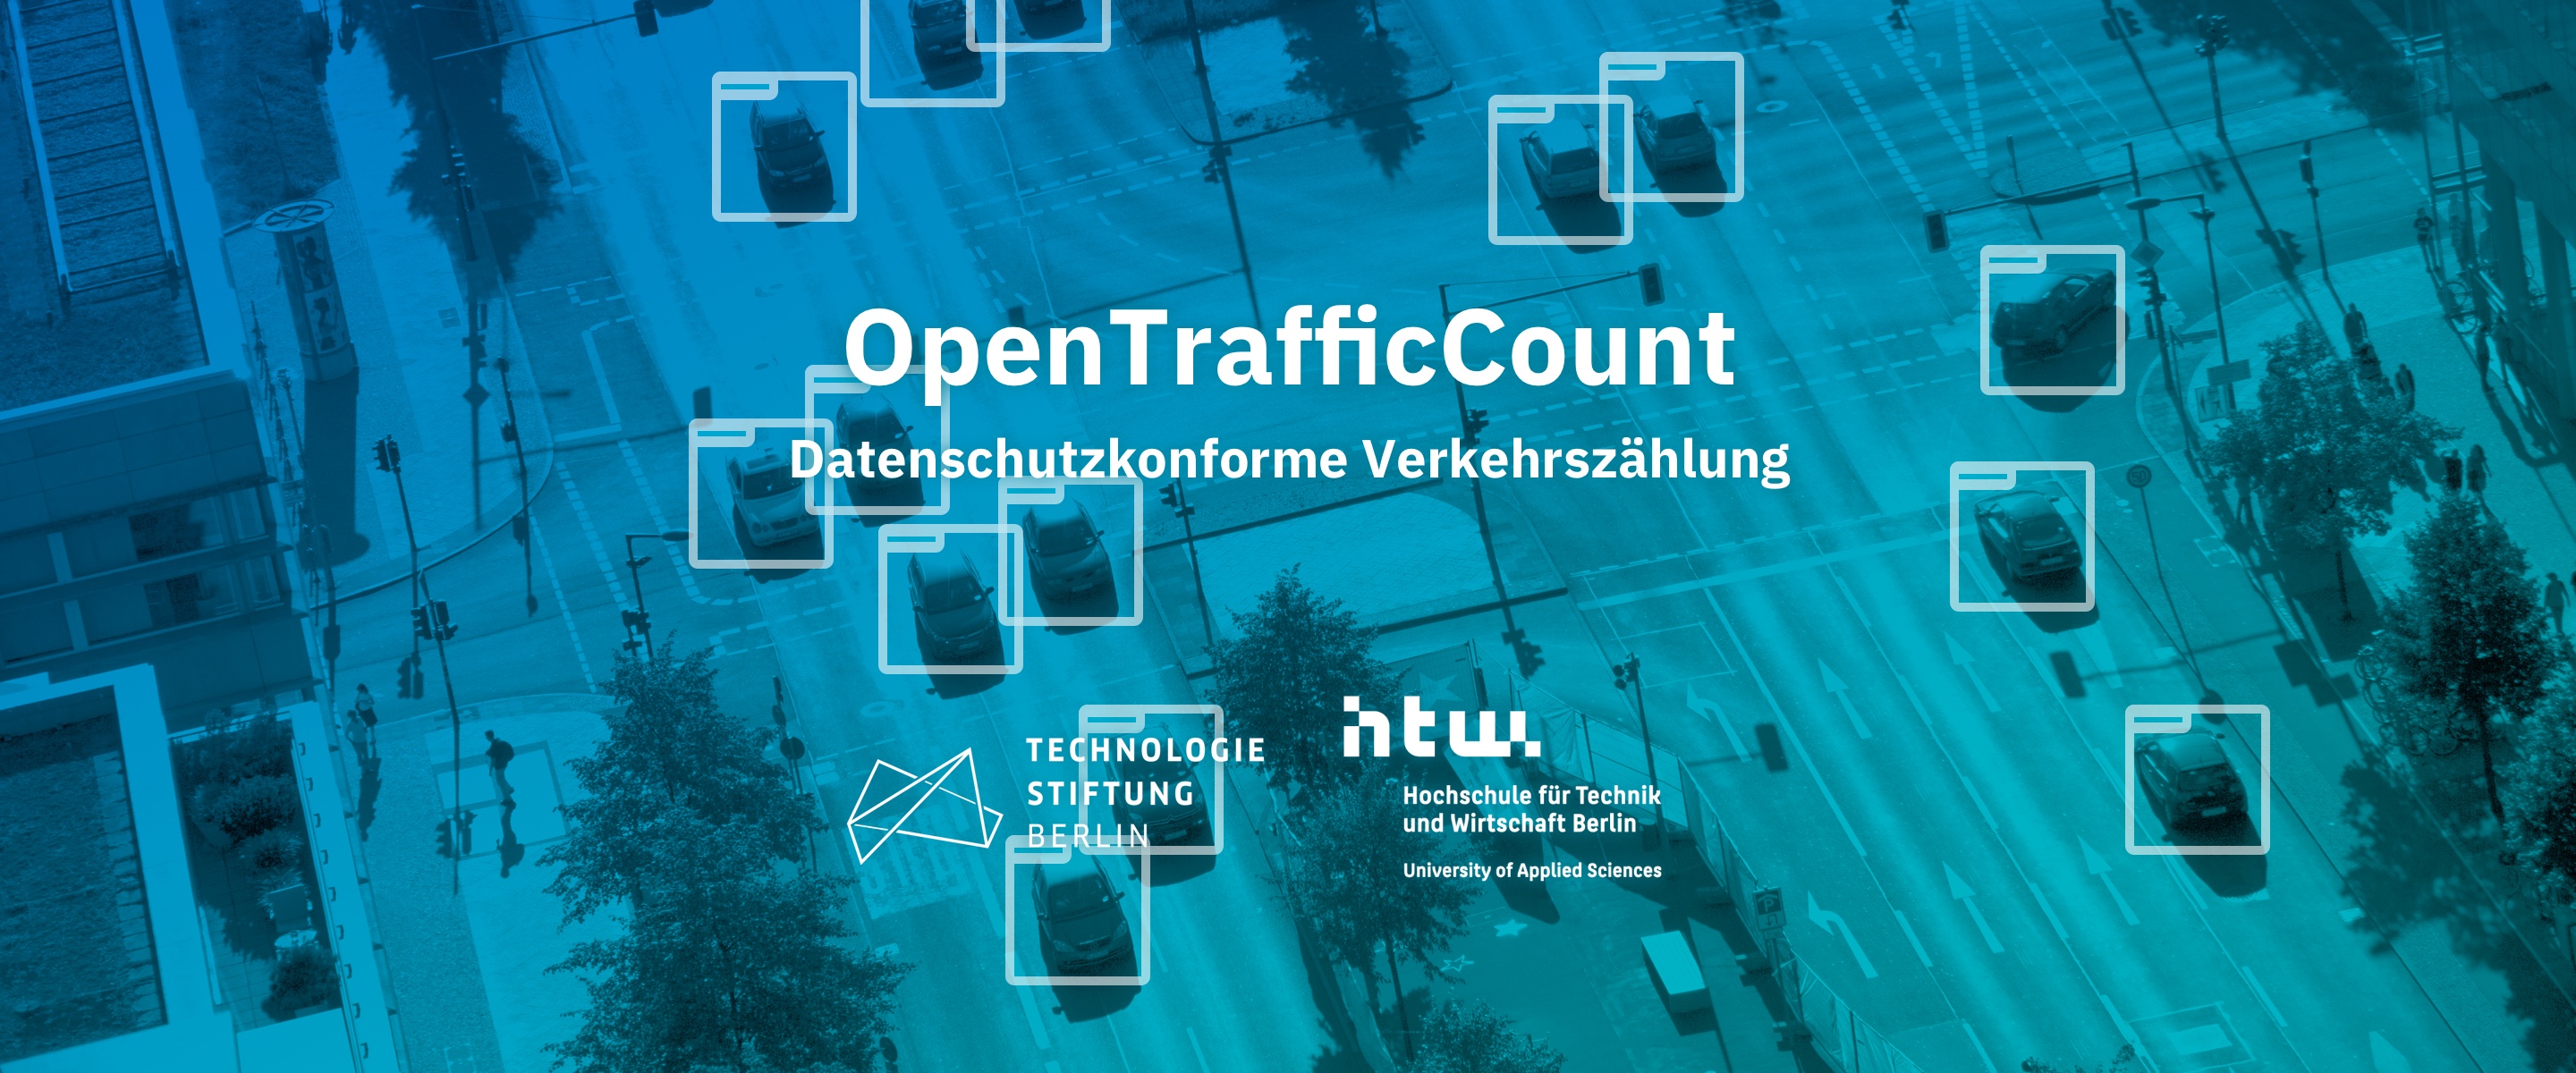 OpenTrafficCount
Datenschutzkonforme Verkehrszählung
TECHNOLOGIE
STIFTUNG
BERLIN
htw.
Hochschule für Technik
und Wirtschaft Berlin
University of Applied Sciences
P